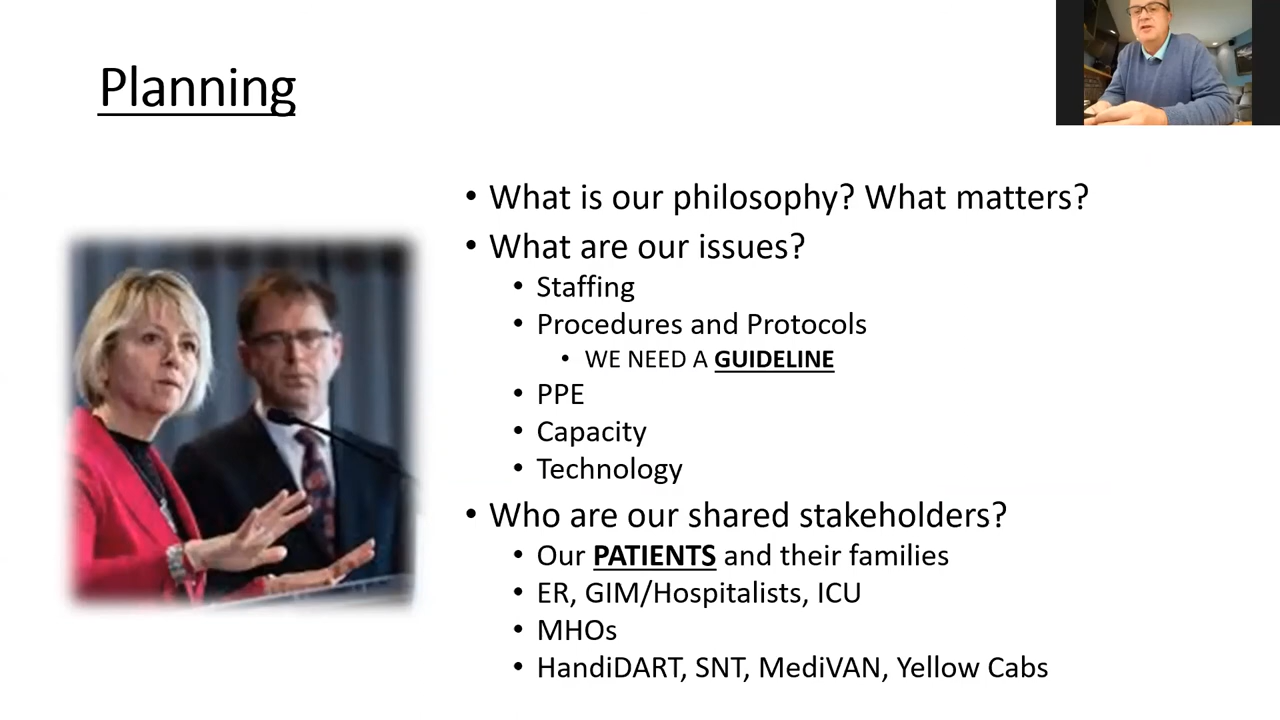 Planning
• What is our philosophy? What matters?
• What are our issues?
• Staffing
• Procedures and Protocols
• WE NEED A GUIDELINE
• PPE
• Capacity
• Technology
• Who are our shared stakeholders?
• Our PATIENTS and their families
• ER, GIM/Hospitalists, ICU
• MHOs
• HandiDART, SNT, MediVAN, Yellow Cabs